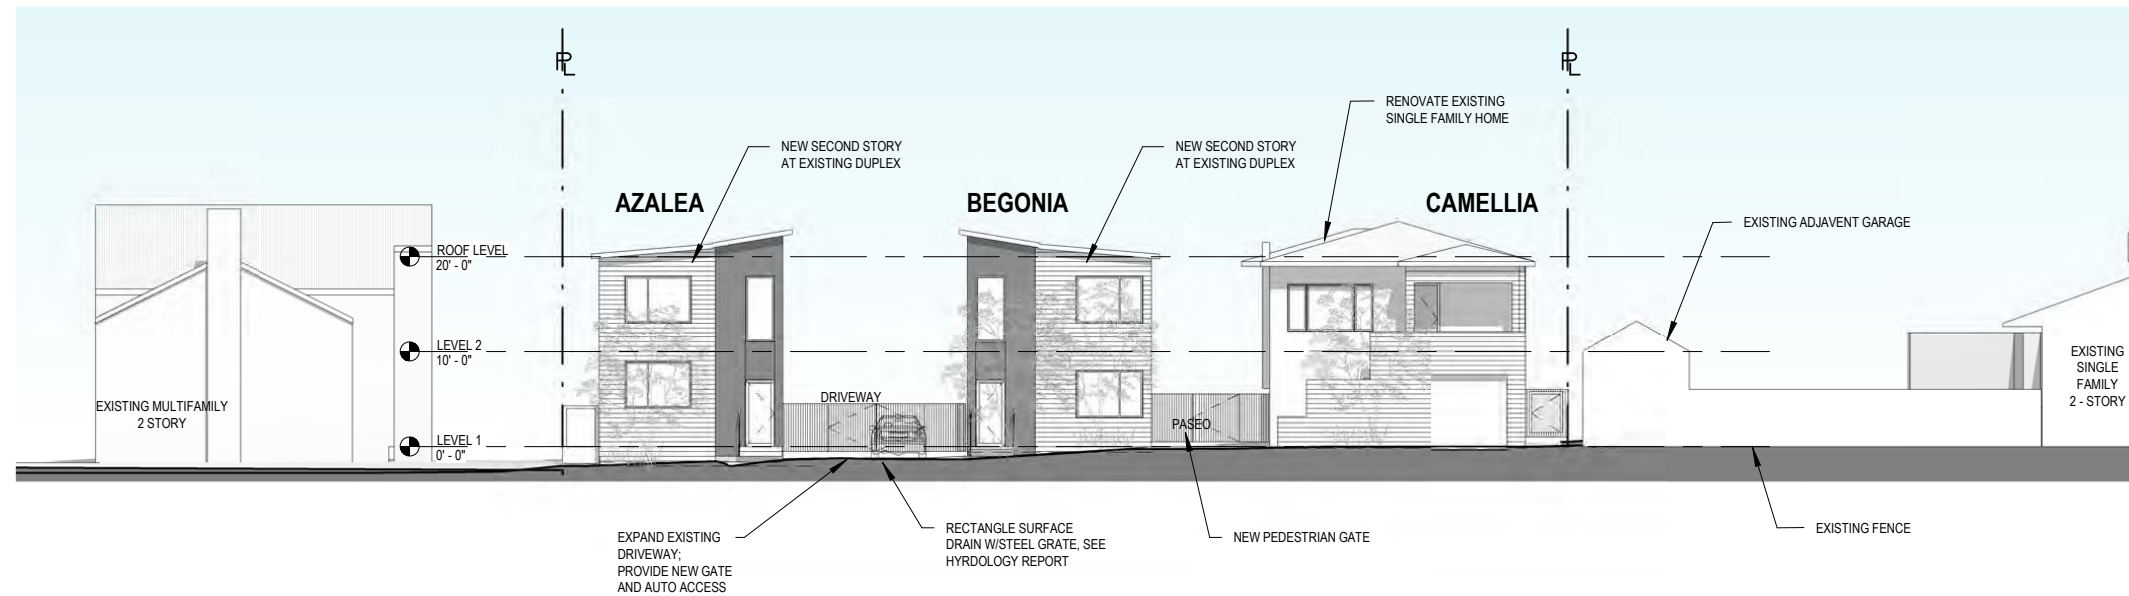 PL
PL
RENOVATE EXISTING
SINGLE FAMILY HOME
NEW SECOND STORY
AT EXISTING DUPLEX
NEW SECOND STORY
AT EXISTING DUPLEX
AZALEA
BEGONIA
CAMELLIA
EXISTING ADJAVENT GARAGE
ROOF LEVEL
20' - 0"
LEVEL 2
10' - 0"
EXISTING
SINGLE
FAMILY
2 - STORY
EXISTING MULTIFAMILY
2 STORY
DRIVEWAY
PASEO
LEVEL 1
0' - 0"
EXPAND EXISTING
DRIVEWAY;
PROVIDE NEW GATE
AND AUTO ACCESS
RECTANGLE SURFACE
DRAIN W/STEEL GRATE, SEE
HYRDOLOGY REPORT
NEW PEDESTRIAN GATE
EXISTING FENCE